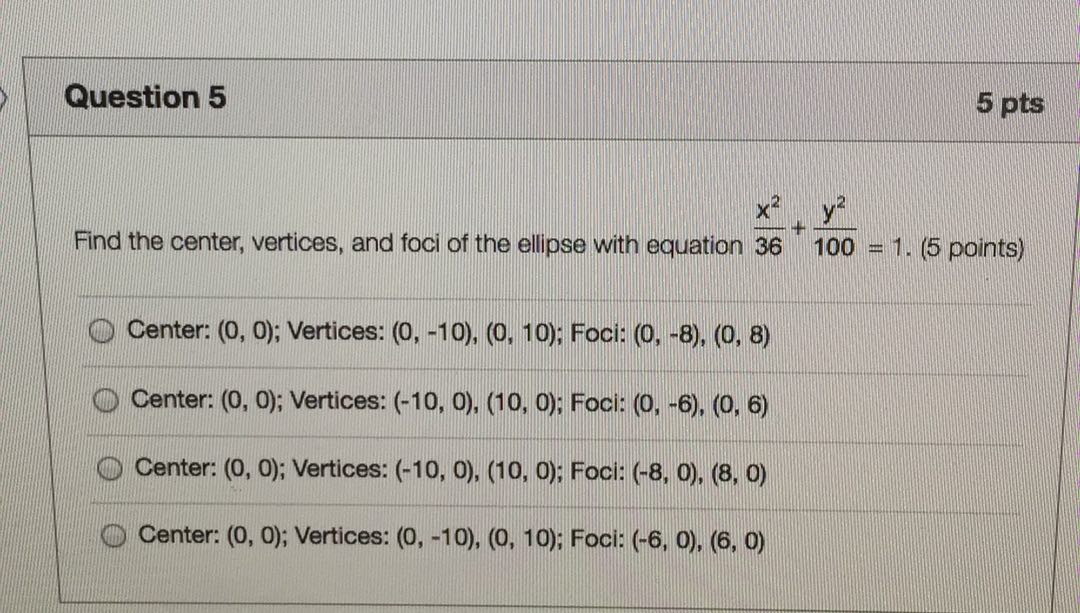 Question 5
5 pts
Find the center, vertices, and foci of the ellipse with equation x²/36 + y²/100 = 1. (5 points)
Center: (0, 0); Vertices: (0, -10), (0, 10); Foci: (0, -8), (0, 8)
Center: (0, 0); Vertices: (-10, 0), (10, 0); Foci: (0, -6), (0, 6)
Center: (0, 0); Vertices: (-10, 0), (10, 0); Foci: (-8, 0), (8, 0)
Center: (0, 0); Vertices: (0, -10), (0, 10); Foci: (-6, 0), (6, 0)